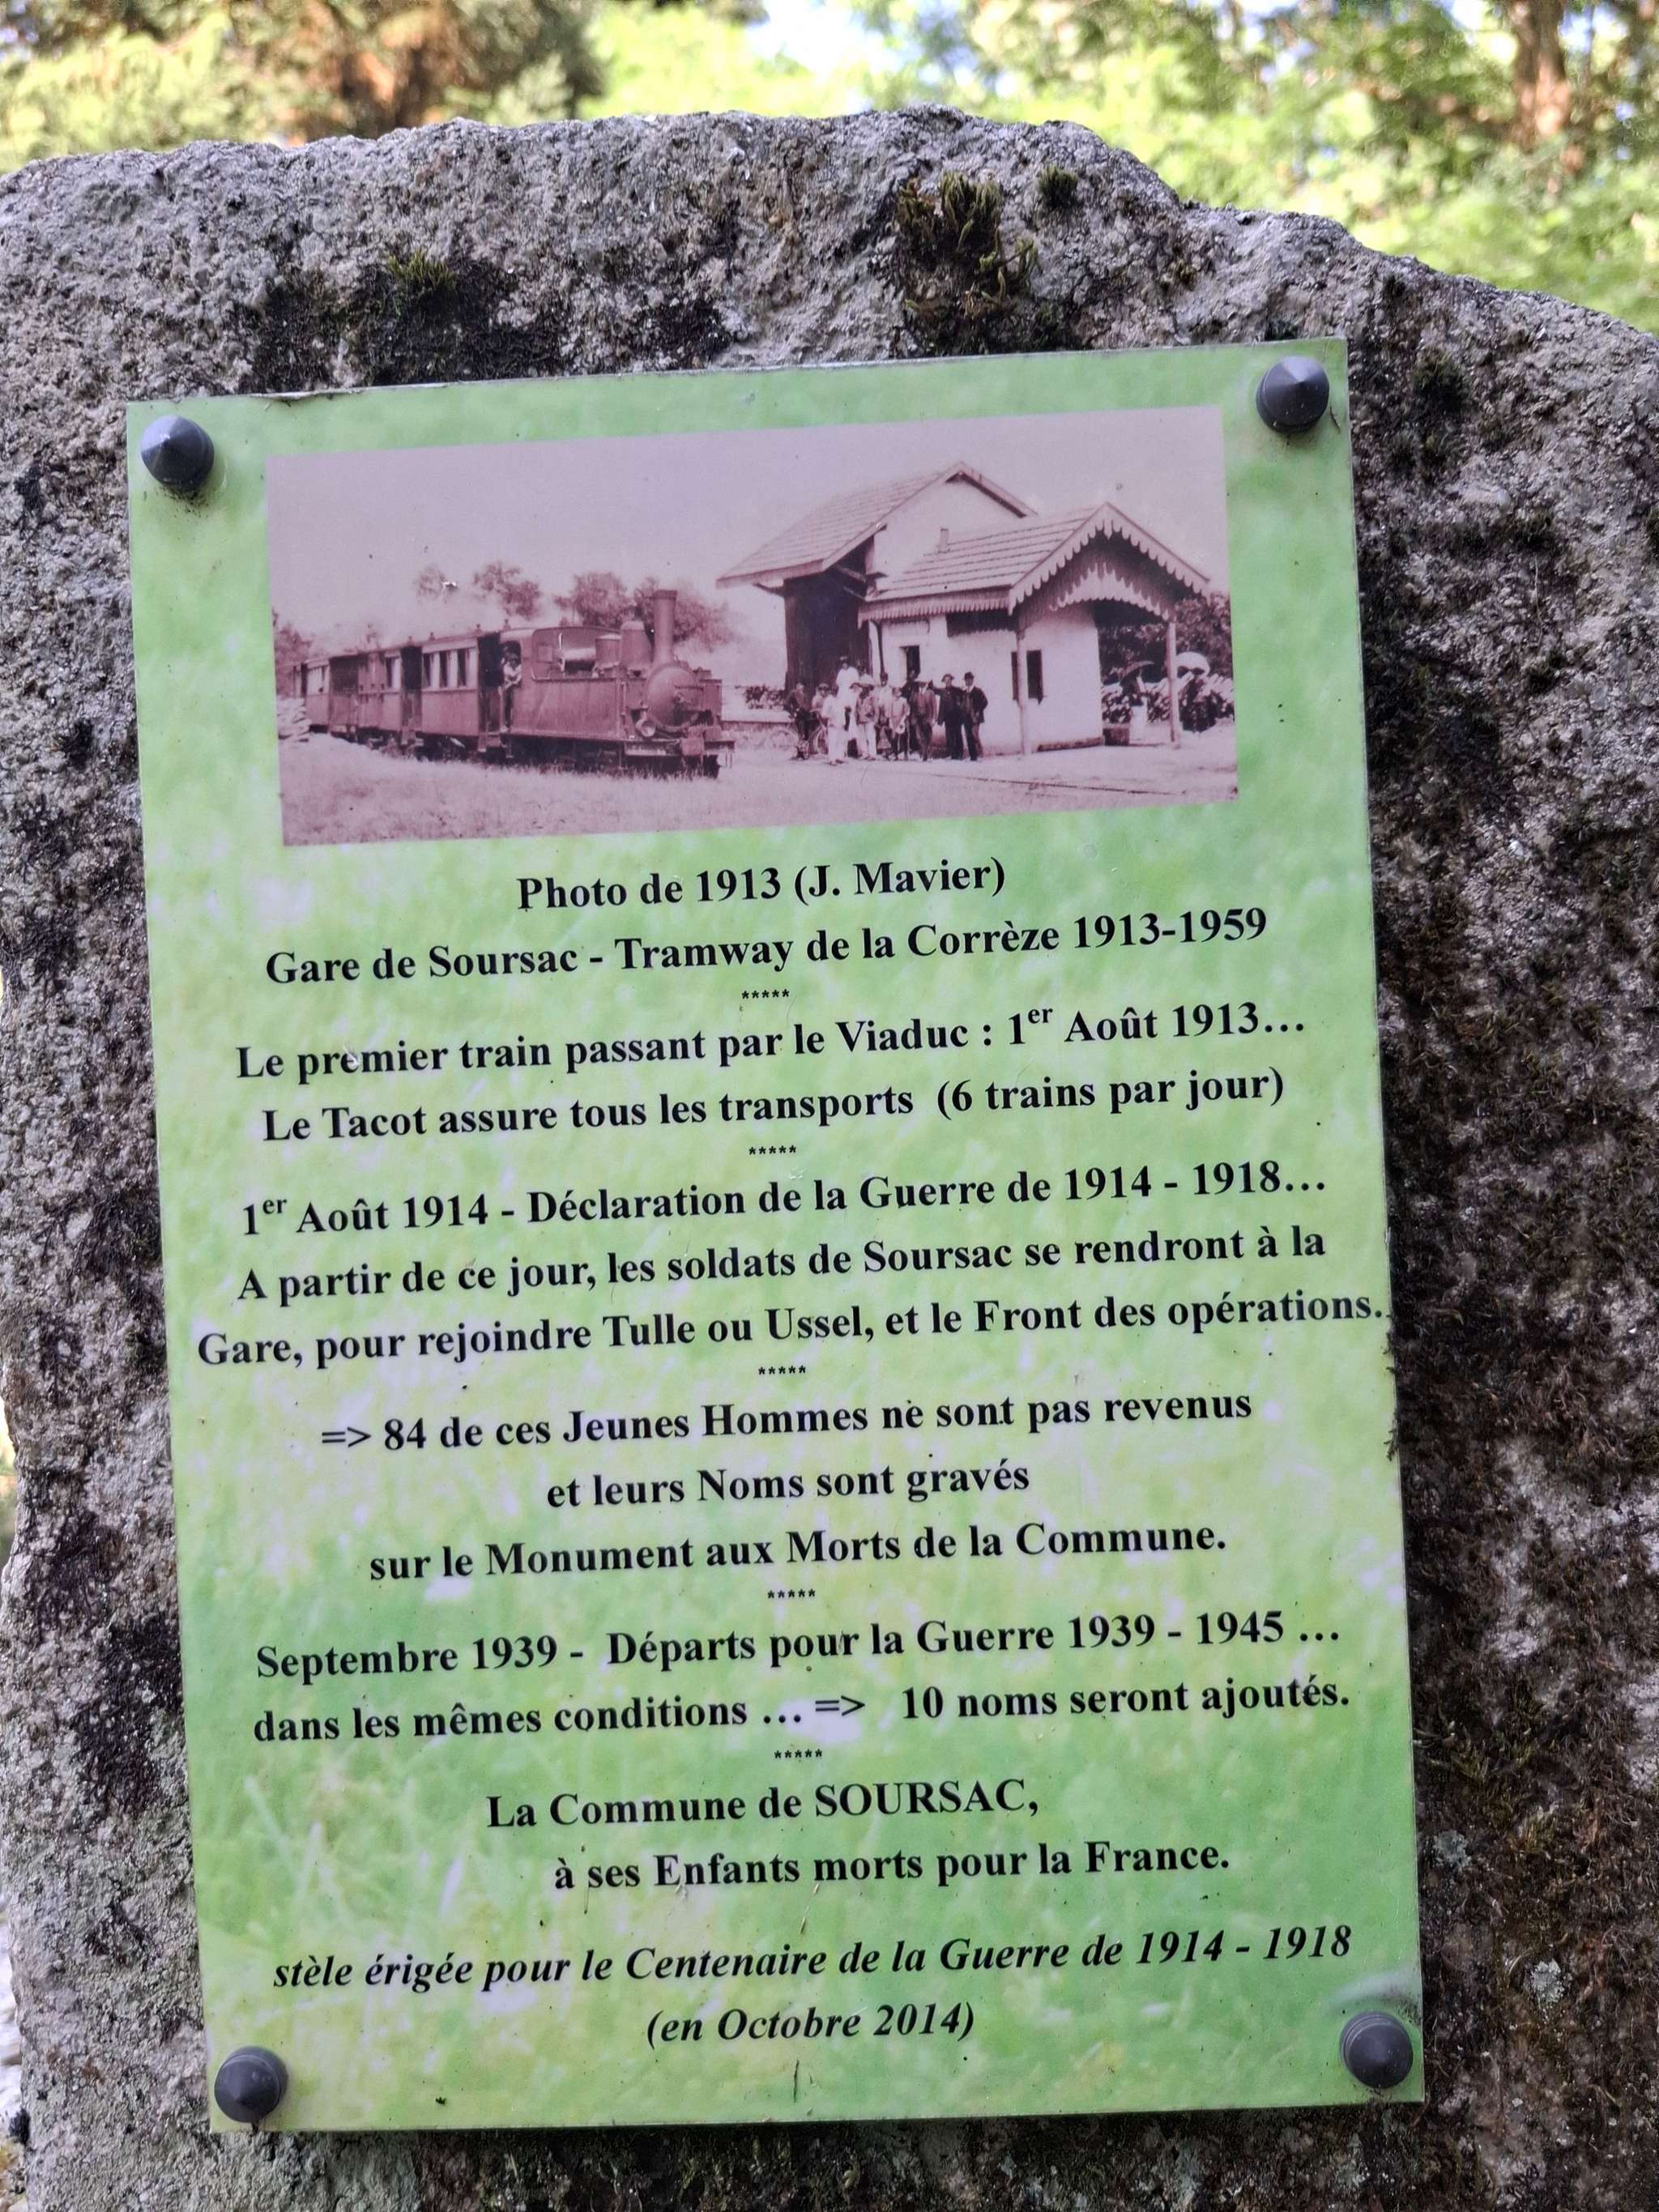 Photo de 1913 (J. Mavier)
Gare de Soursac - Tramway de la Corrèze 1913-1959
*****
Le premier train passant par le Viaduc : 1er Août 1913...
Le Tacot assure tous les transports (6 trains par jour)
*****
1er Août 1914 - Déclaration de la Guerre de 1914 - 1918...
A partir de ce jour, les soldats de Soursac se rendront à la
Gare, pour rejoindre Tulle ou Ussel, et le Front des opérations..
*****
=> 84 de ces Jeunes Hommes ne sont pas revenus
et leurs Noms sont gravés
sur le Monument aux Morts de la Commune.
*****
Septembre 1939 - Départs pour la Guerre 1939 - 1945 ...
dans les mêmes conditions ... => 10 noms seront ajoutés.
*****
La Commune de SOURSAC,
à ses Enfants morts pour la France.
stèle érigée pour le Centenaire de la Guerre de 1914 - 1918
(en Octobre 2014)